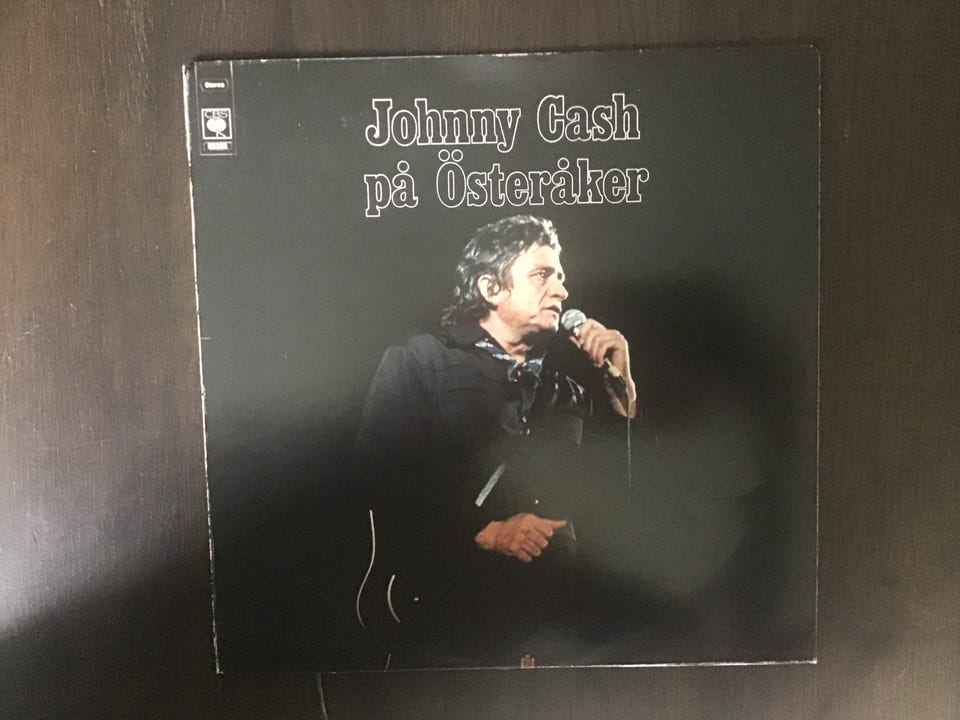 Stereo
CBS
Johnny Cash
på Österåker